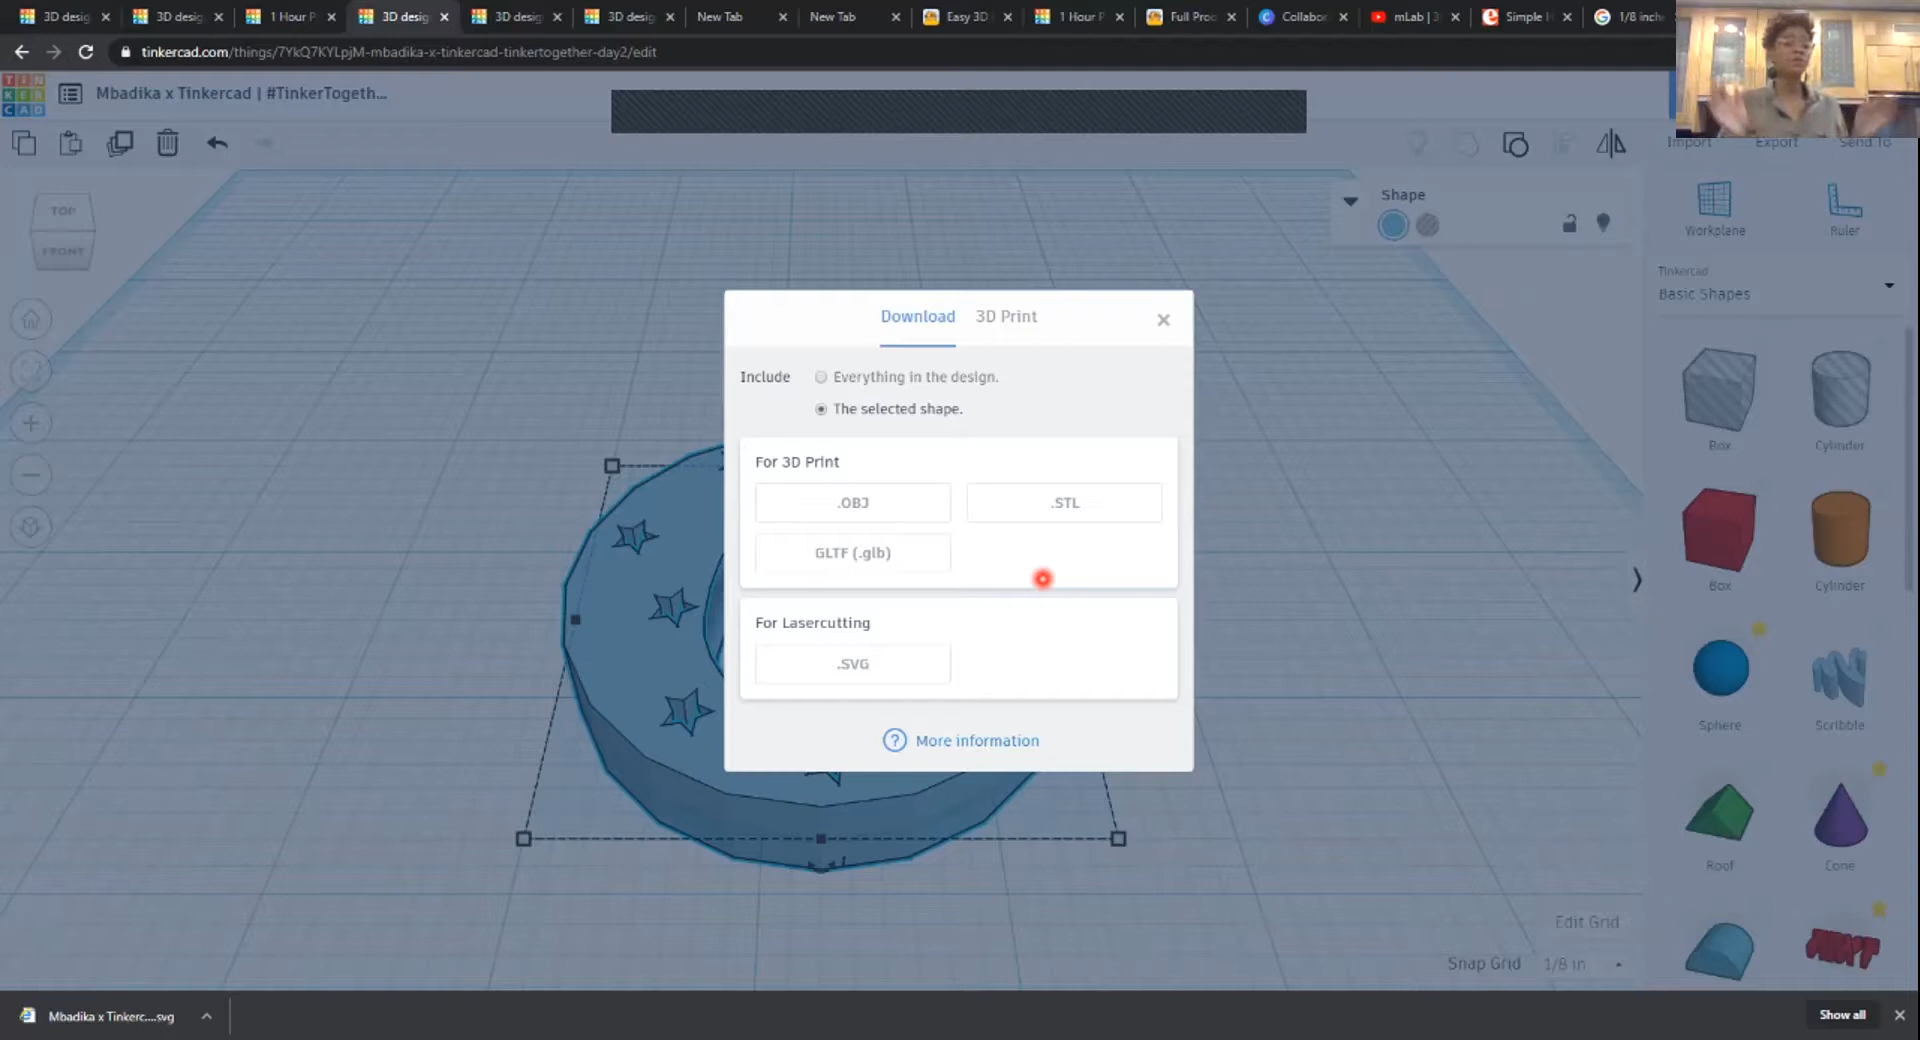 3D desig
3D desig
1 Hour P
3D desig
3D desig
3D desig
New Tab
New Tab
Easy 3D
1 Hour P
Full Proc
Collabor
mLab | 3
Simple H
1/8 inch
tinkercad.com/things/7YkQ7KYLpjM-mbadika-x-tinkercad-tinkertogether-day2/edit
TIN
KER
CAD
Mbadika x Tinkercad | #TinkerTogeth...
Import
Export
Send To
TOP
FRONT
Shape
Workplane
Ruler
Tinkercad
Basic Shapes
Download
3D Print
Include
Everything in the design.
The selected shape.
For 3D Print
.OBJ
.STL
GLTF (.glb)
For Lasercutting
.SVG
More information
Box
Cylinder
Box
Cylinder
Sphere
Scribble
Roof
Cone
Edit Grid
Snap Grid 1/8 in
Mbadika x Tinkerc....svg
Show all